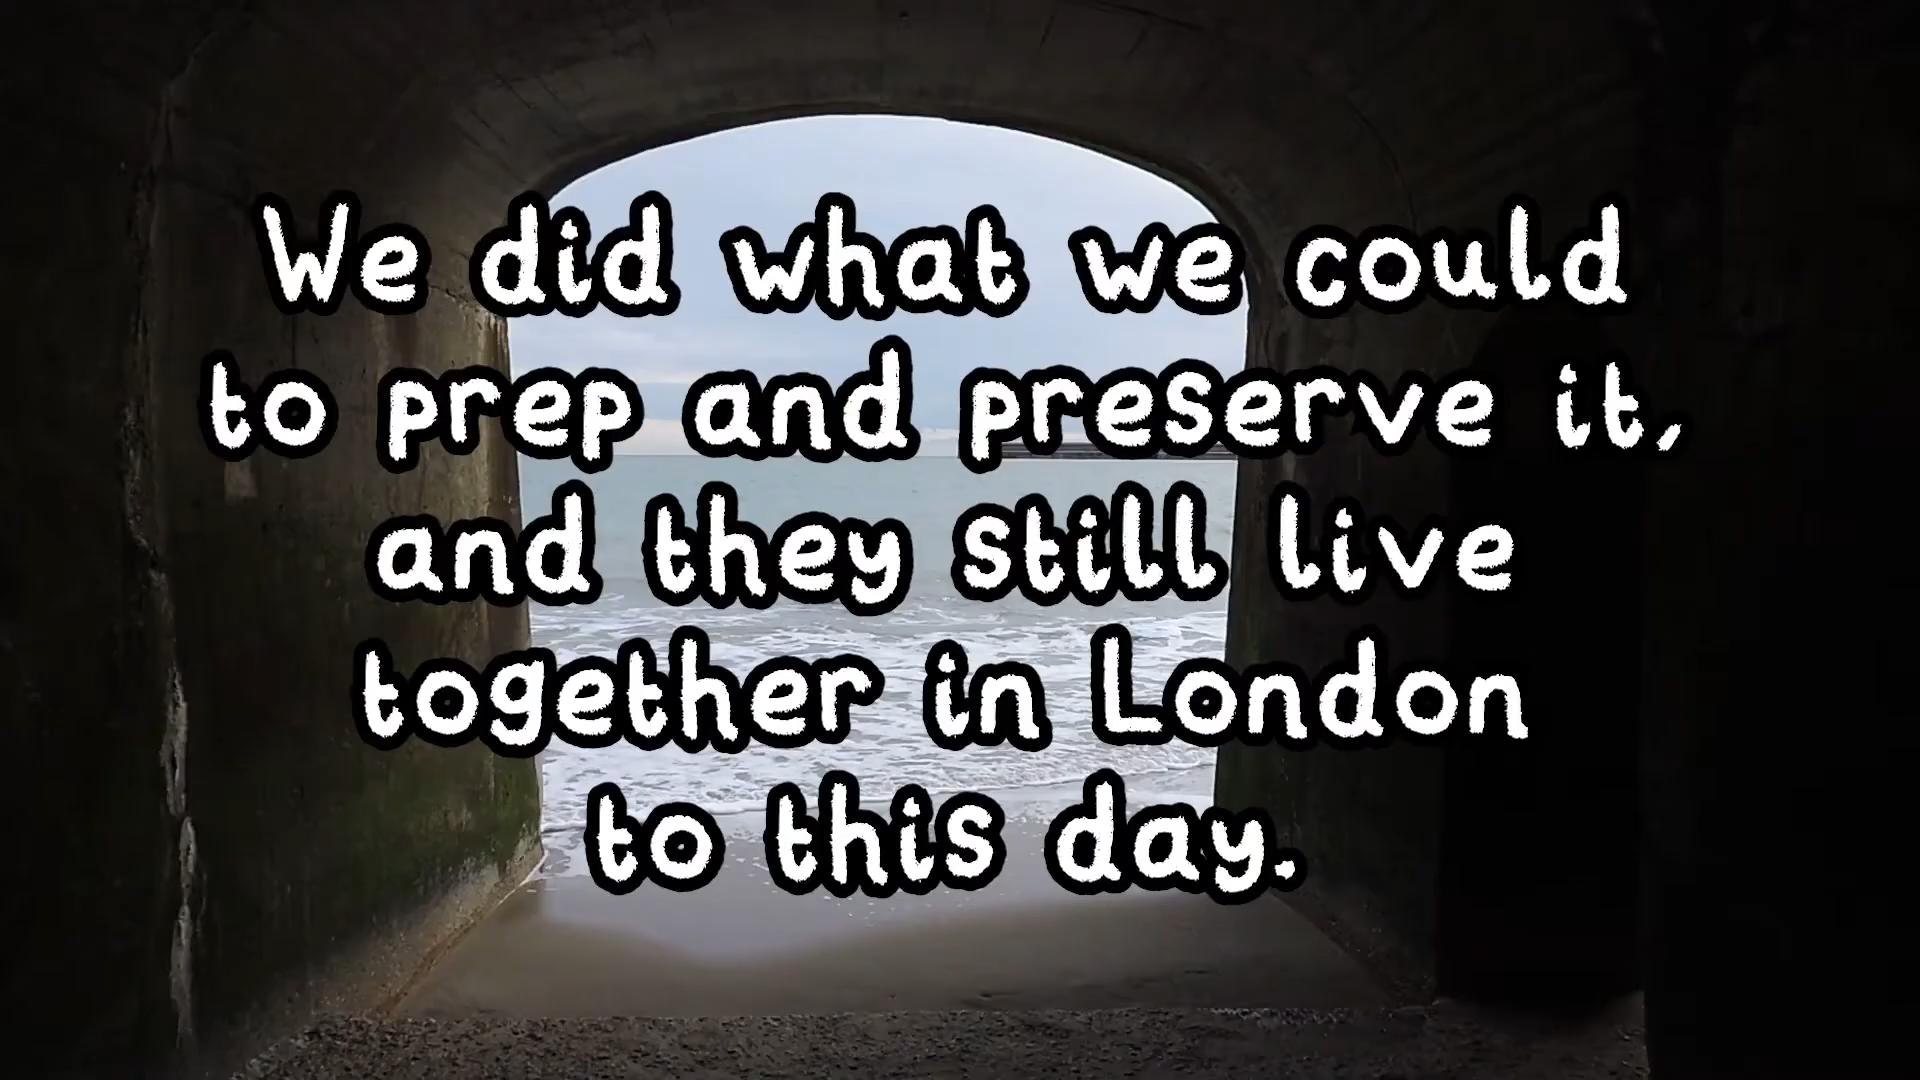 We did what we could
to prep and preserve it,
and they still live
together in London
to this day.